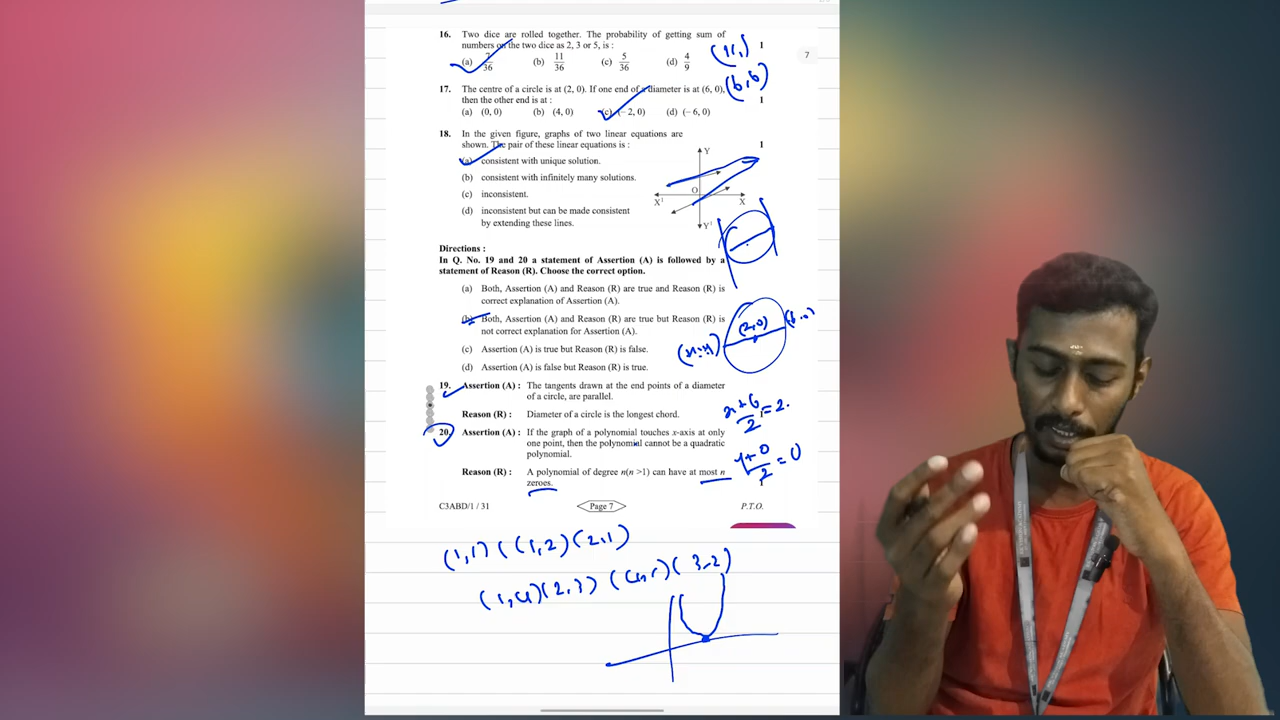 16. Two dice are rolled together. The probability of getting sum of
numbers on the two dice as 2, 3 or 5, is : 1
(a) 7/36 (b) 11/36 (c) 5/36 (d) 4/9
(6,6)
7
17. The centre of a circle is at (2, 0). If one end of a diameter is at (6, 0),
then the other end is at : 1
(a) (0, 0) (b) (4, 0) (c) (– 2, 0) (d) (– 6, 0)
18. In the given figure, graphs of two linear equations are
shown. The pair of these linear equations is : 1
(a) consistent with unique solution.
(b) consistent with infinitely many solutions.
(c) inconsistent.
(d) inconsistent but can be made consistent
by extending these lines.
Y
O
X¹ X
Y¹
Directions :
In Q. No. 19 and 20 a statement of Assertion (A) is followed by a
statement of Reason (R). Choose the correct option.
(a) Both, Assertion (A) and Reason (R) are true and Reason (R) is
correct explanation of Assertion (A).
(b) Both, Assertion (A) and Reason (R) are true but Reason (R) is
not correct explanation for Assertion (A).
(c) Assertion (A) is true but Reason (R) is false.
(d) Assertion (A) is false but Reason (R) is true.
(2,0)
19. Assertion (A) : The tangents drawn at the end points of a diameter
of a circle, are parallel.
Reason (R) : Diameter of a circle is the longest chord. 1
x+6/2 = 2
20. Assertion (A) : If the graph of a polynomial touches x-axis at only
one point, then the polynomial cannot be a quadratic
polynomial.
y+0/2 = 0
Reason (R) : A polynomial of degree n(n >1) can have at most n
zeroes. 1
C3ABD/1 / 31 Page 7 P.T.O.
(1,1) ((1,2) (2,1)
(1,4) (2,3) (3,2)